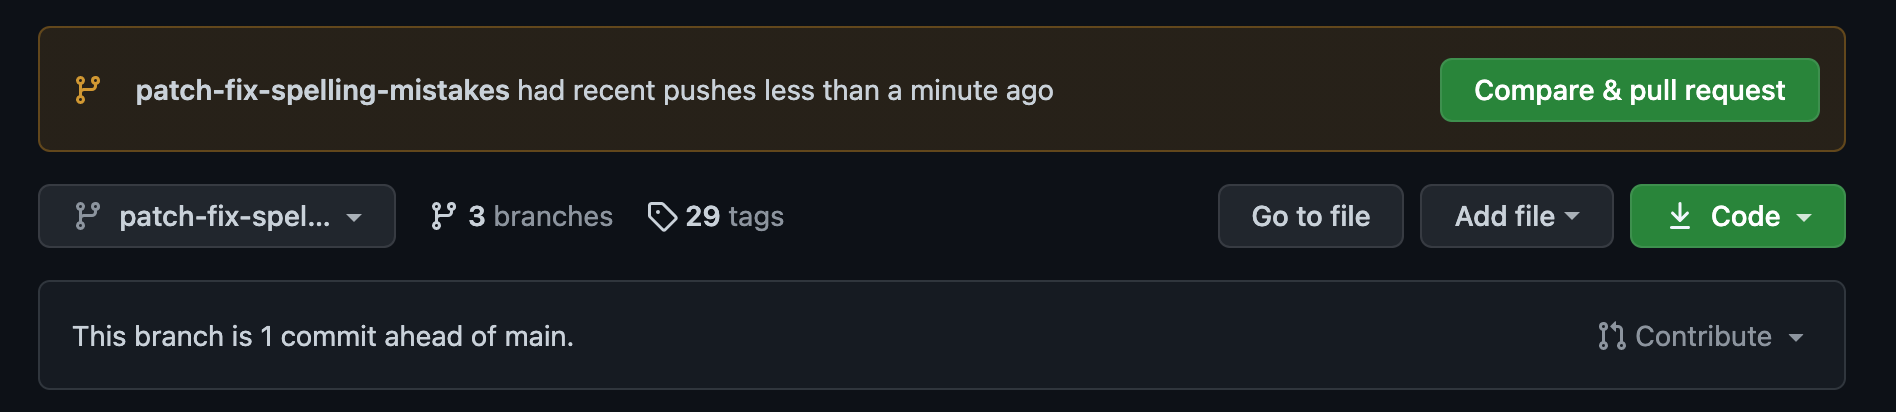 patch-fix-spelling-mistakes had recent pushes less than a minute ago
Compare & pull request
patch-fix-spel...
3 branches
29 tags
Go to file
Add file
Code
This branch is 1 commit ahead of main.
Contribute